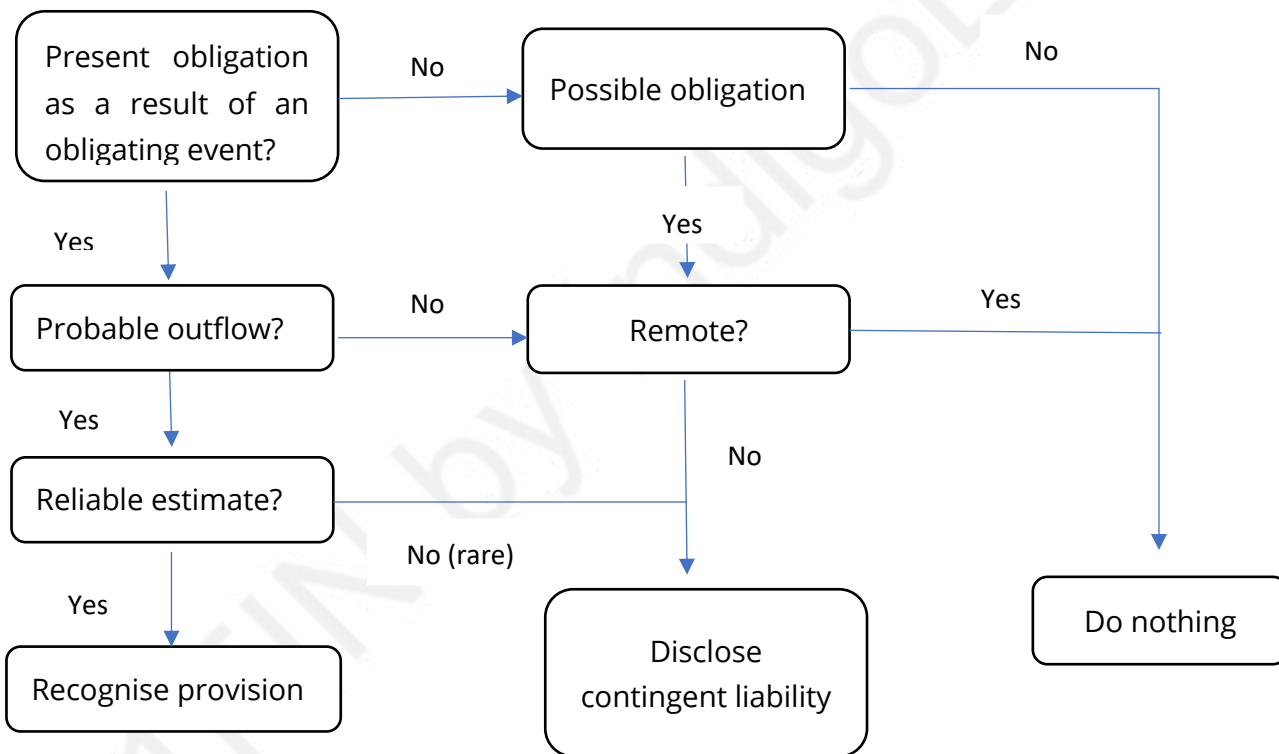 Present obligation
as a result of an
obligating event?
No
Possible obligation
No
Yes
Yes
Probable outflow?
No
Remote?
Yes
Yes
No
Reliable estimate?
No (rare)
Yes
Recognise provision
Disclose
contingent liability
Do nothing